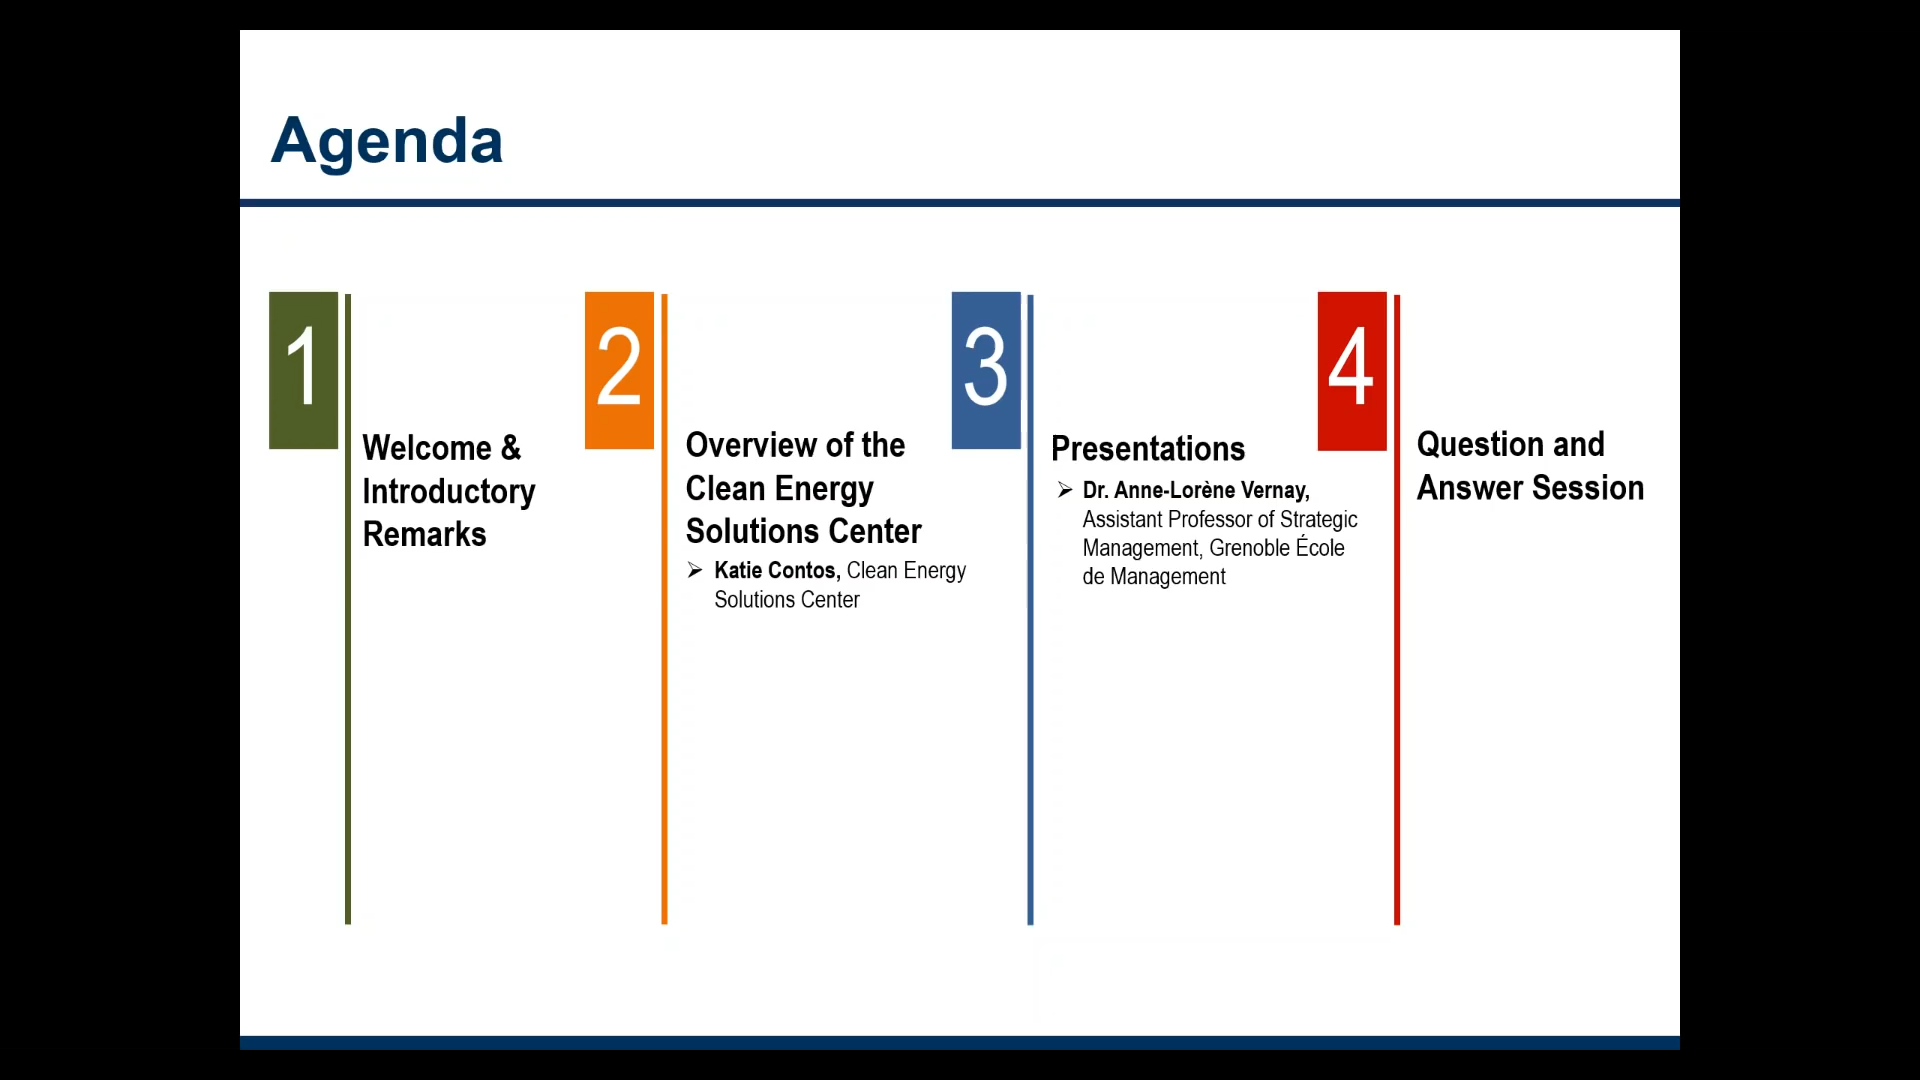 Agenda
1
Welcome &
Introductory
Remarks
2
Overview of the
Clean Energy
Solutions Center
➢ Katie Contos, Clean Energy
Solutions Center
3
Presentations
➢ Dr. Anne-Lorène Vernay,
Assistant Professor of Strategic
Management, Grenoble École
de Management
4
Question and
Answer Session